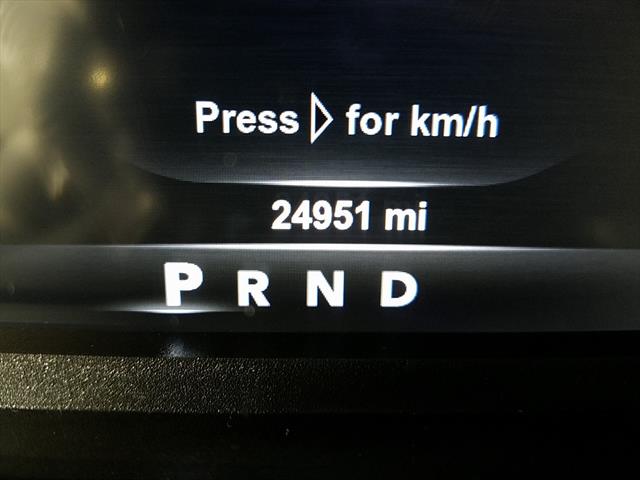 Press ▷ for km/h
24951 mi
P R N D